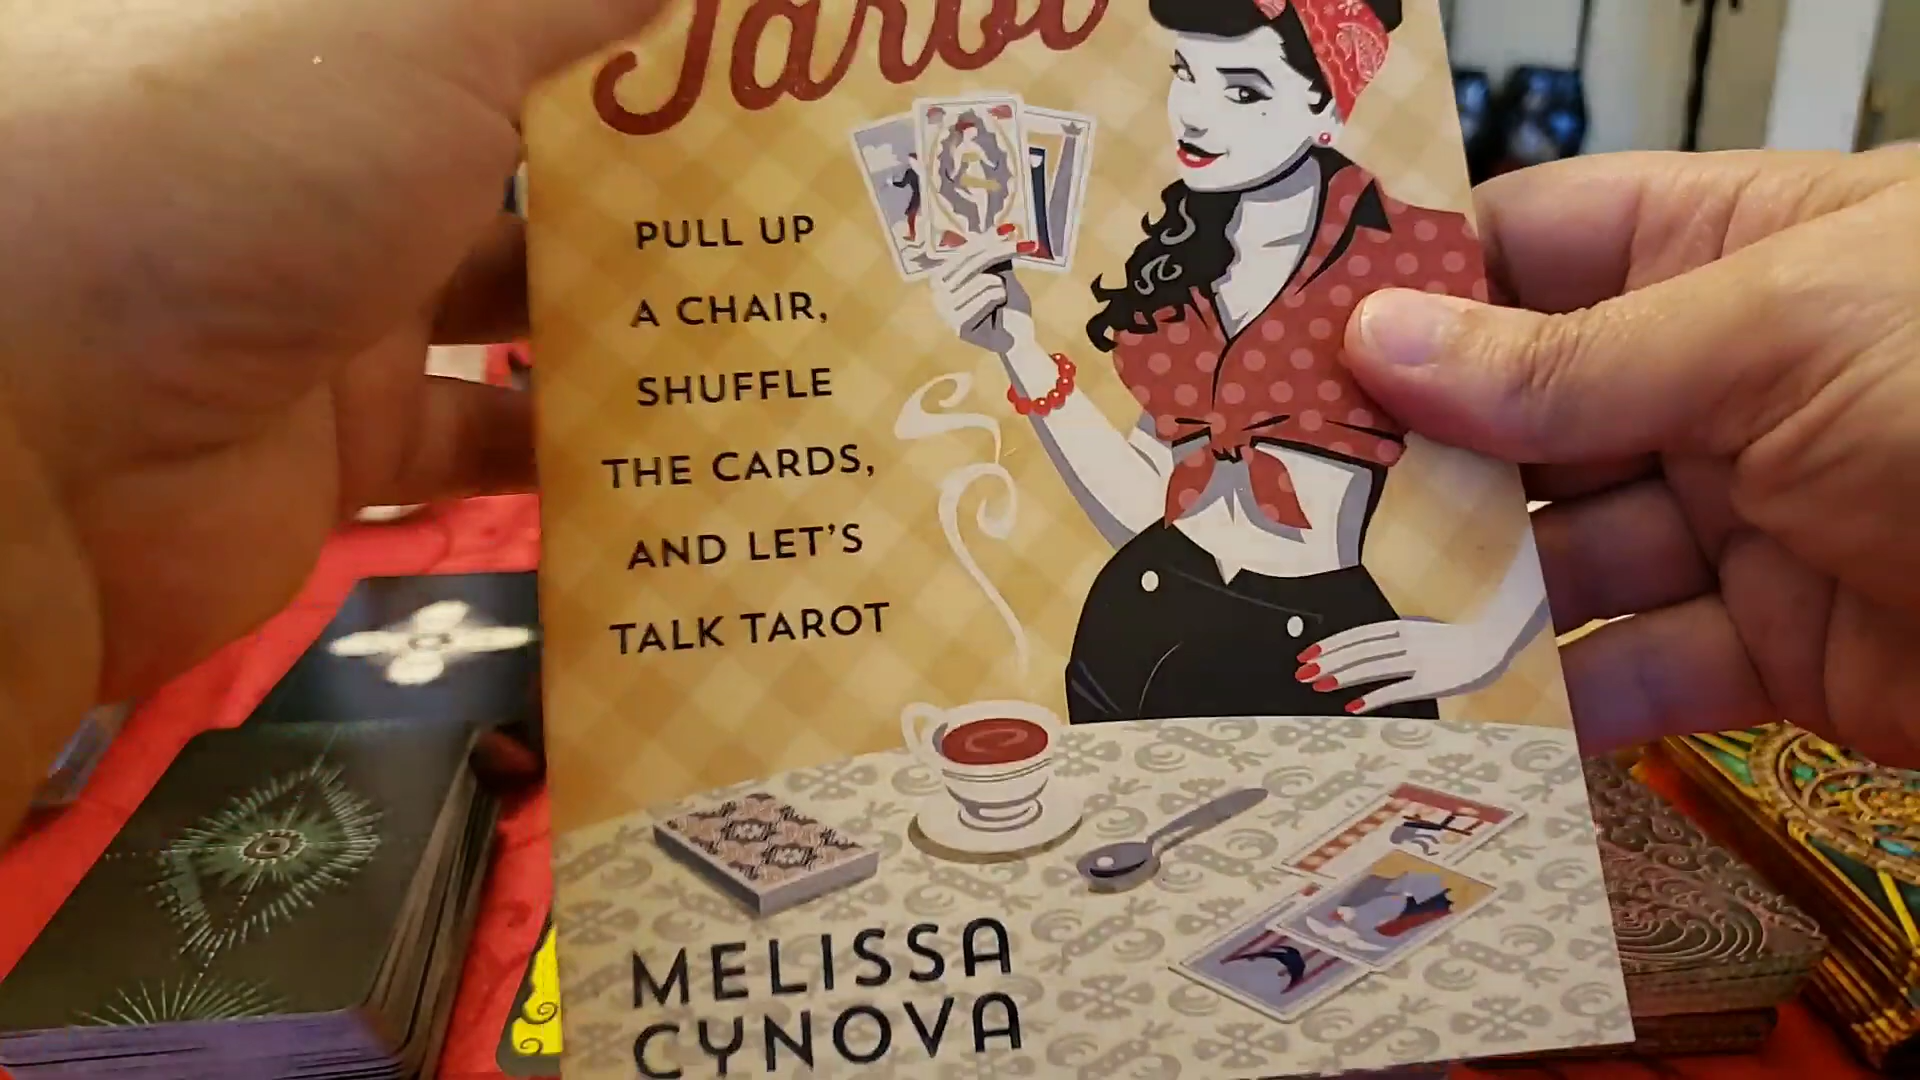 Tarot
PULL UP
A CHAIR,
SHUFFLE
THE CARDS,
AND LET'S
TALK TAROT
MELISSA
CYNOVA